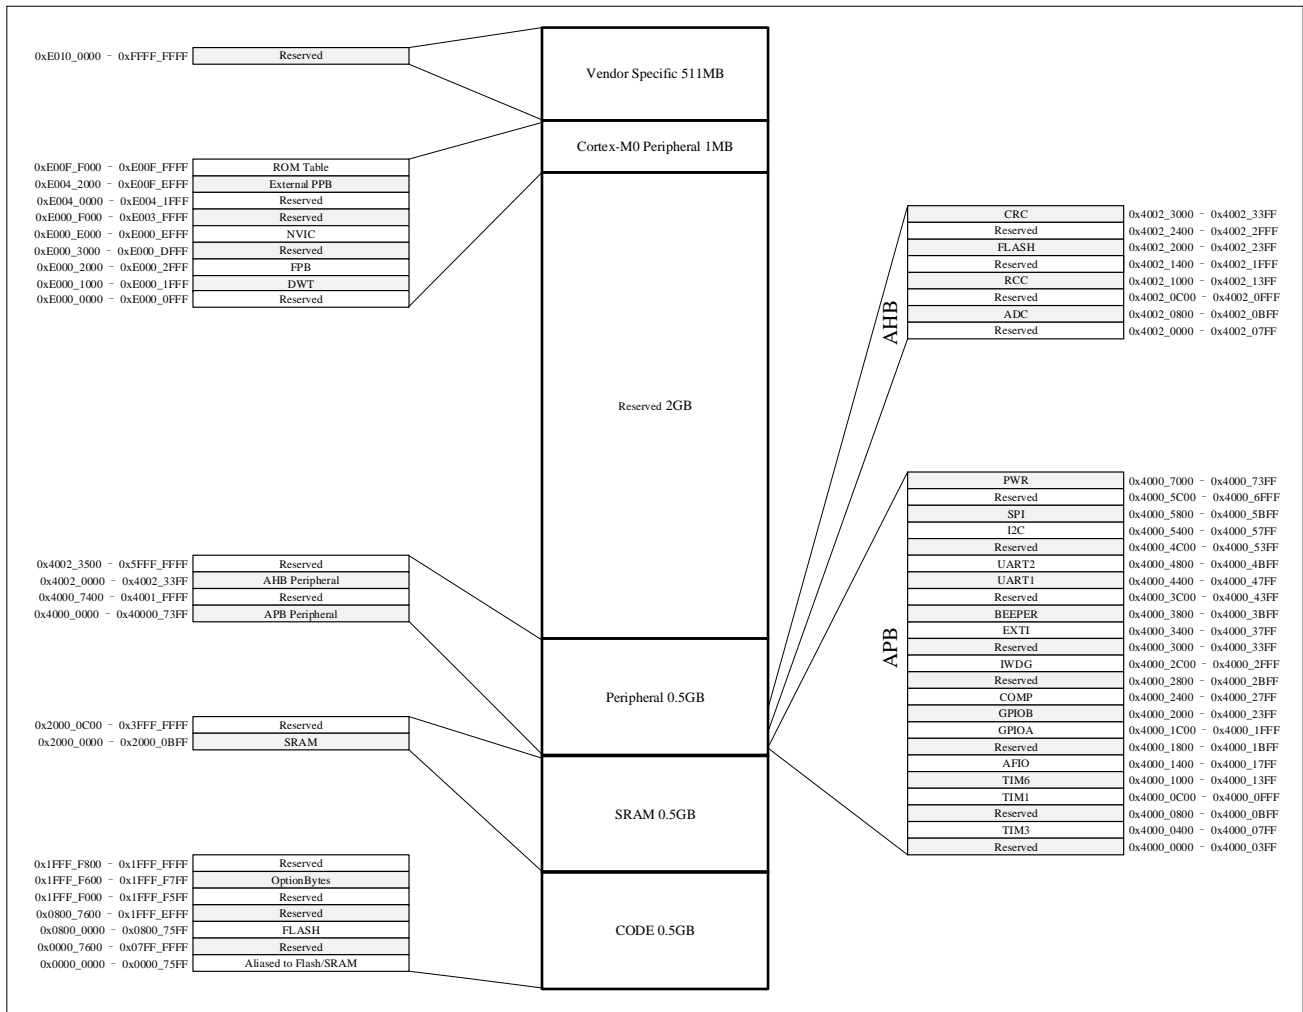 0xE010_0000 - 0xFFFF_FFFF Reserved
Vendor Specific 511MB
Cortex-M0 Peripheral 1MB
0xE00F_F000 - 0xE00F_FFFF ROM Table
0xE004_2000 - 0xE00F_EFFF External PPB
0xE004_0000 - 0xE004_1FFF Reserved
0xE000_F000 - 0xE003_FFFF Reserved
0xE000_E000 - 0xE000_EFFF NVIC
0xE000_3000 - 0xE000_DFFF Reserved
0xE000_2000 - 0xE000_2FFF FPB
0xE000_1000 - 0xE000_1FFF DWT
0xE000_0000 - 0xE000_0FFF Reserved
Reserved 2GB
0x4002_3500 - 0x5FFF_FFFF Reserved
0x4002_0000 - 0x4002_33FF AHB Peripheral
0x4000_7400 - 0x4001_FFFF Reserved
0x4000_0000 - 0x40000_73FF APB Peripheral
Peripheral 0.5GB
0x2000_0C00 - 0x3FFF_FFFF Reserved
0x2000_0000 - 0x2000_0BFF SRAM
SRAM 0.5GB
0x1FFF_F800 - 0x1FFF_FFFF Reserved
0x1FFF_F600 - 0x1FFF_F7FF OptionBytes
0x1FFF_F000 - 0x1FFF_F5FF Reserved
0x0800_7600 - 0x1FFF_EFFF Reserved
0x0800_0000 - 0x0800_75FF FLASH
0x0000_7600 - 0x07FF_FFFF Reserved
0x0000_0000 - 0x0000_75FF Aliased to Flash/SRAM
CODE 0.5GB
AHB
CRC 0x4002_3000 - 0x4002_33FF
Reserved 0x4002_2400 - 0x4002_2FFF
FLASH 0x4002_2000 - 0x4002_23FF
Reserved 0x4002_1400 - 0x4002_1FFF
RCC 0x4002_1000 - 0x4002_13FF
Reserved 0x4002_0C00 - 0x4002_0FFF
ADC 0x4002_0800 - 0x4002_0BFF
Reserved 0x4002_0000 - 0x4002_07FF
APB
PWR 0x4000_7000 - 0x4000_73FF
Reserved 0x4000_5C00 - 0x4000_6FFF
SPI 0x4000_5800 - 0x4000_5BFF
I2C 0x4000_5400 - 0x4000_57FF
Reserved 0x4000_4C00 - 0x4000_53FF
UART2 0x4000_4800 - 0x4000_4BFF
UART1 0x4000_4400 - 0x4000_47FF
Reserved 0x4000_3C00 - 0x4000_43FF
BEEPER 0x4000_3800 - 0x4000_3BFF
EXTI 0x4000_3400 - 0x4000_37FF
Reserved 0x4000_3000 - 0x4000_33FF
IWDG 0x4000_2C00 - 0x4000_2FFF
Reserved 0x4000_2800 - 0x4000_2BFF
COMP 0x4000_2400 - 0x4000_27FF
GPIOB 0x4000_2000 - 0x4000_23FF
GPIOA 0x4000_1C00 - 0x4000_1FFF
Reserved 0x4000_1800 - 0x4000_1BFF
AFIO 0x4000_1400 - 0x4000_17FF
TIM6 0x4000_1000 - 0x4000_13FF
TIM1 0x4000_0C00 - 0x4000_0FFF
Reserved 0x4000_0800 - 0x4000_0BFF
TIM3 0x4000_0400 - 0x4000_07FF
Reserved 0x4000_0000 - 0x4000_03FF